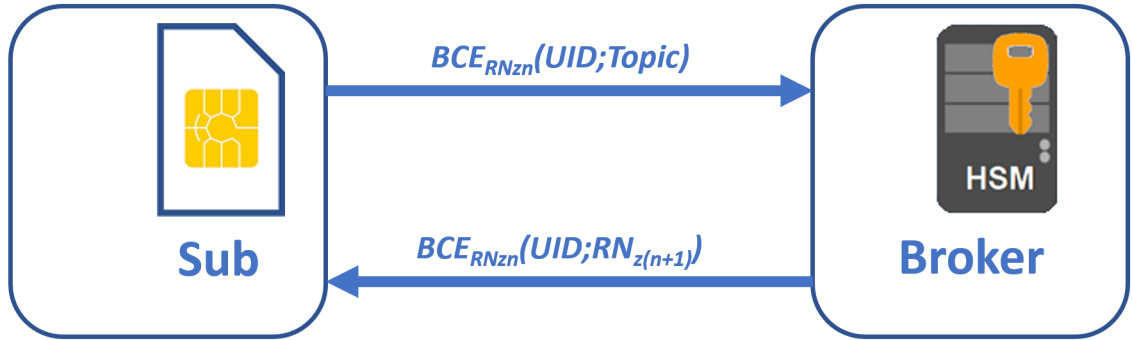 BCE_RNzn(UID;Topic)
HSM
Sub
BCE_RNzn(UID;RN_z(n+1))
Broker